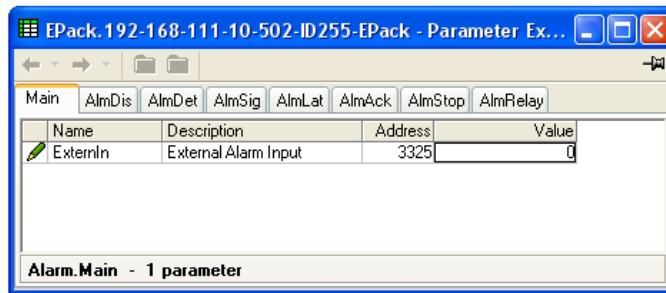 EPack.192-168-111-10-502-ID255-EPack - Parameter Ex...
Main AlmDis AlmDet AlmSig AlmLat AlmAck AlmStop AlmRelay
Name Description Address Value
ExternIn External Alarm Input 3325 0
Alarm.Main - 1 parameter